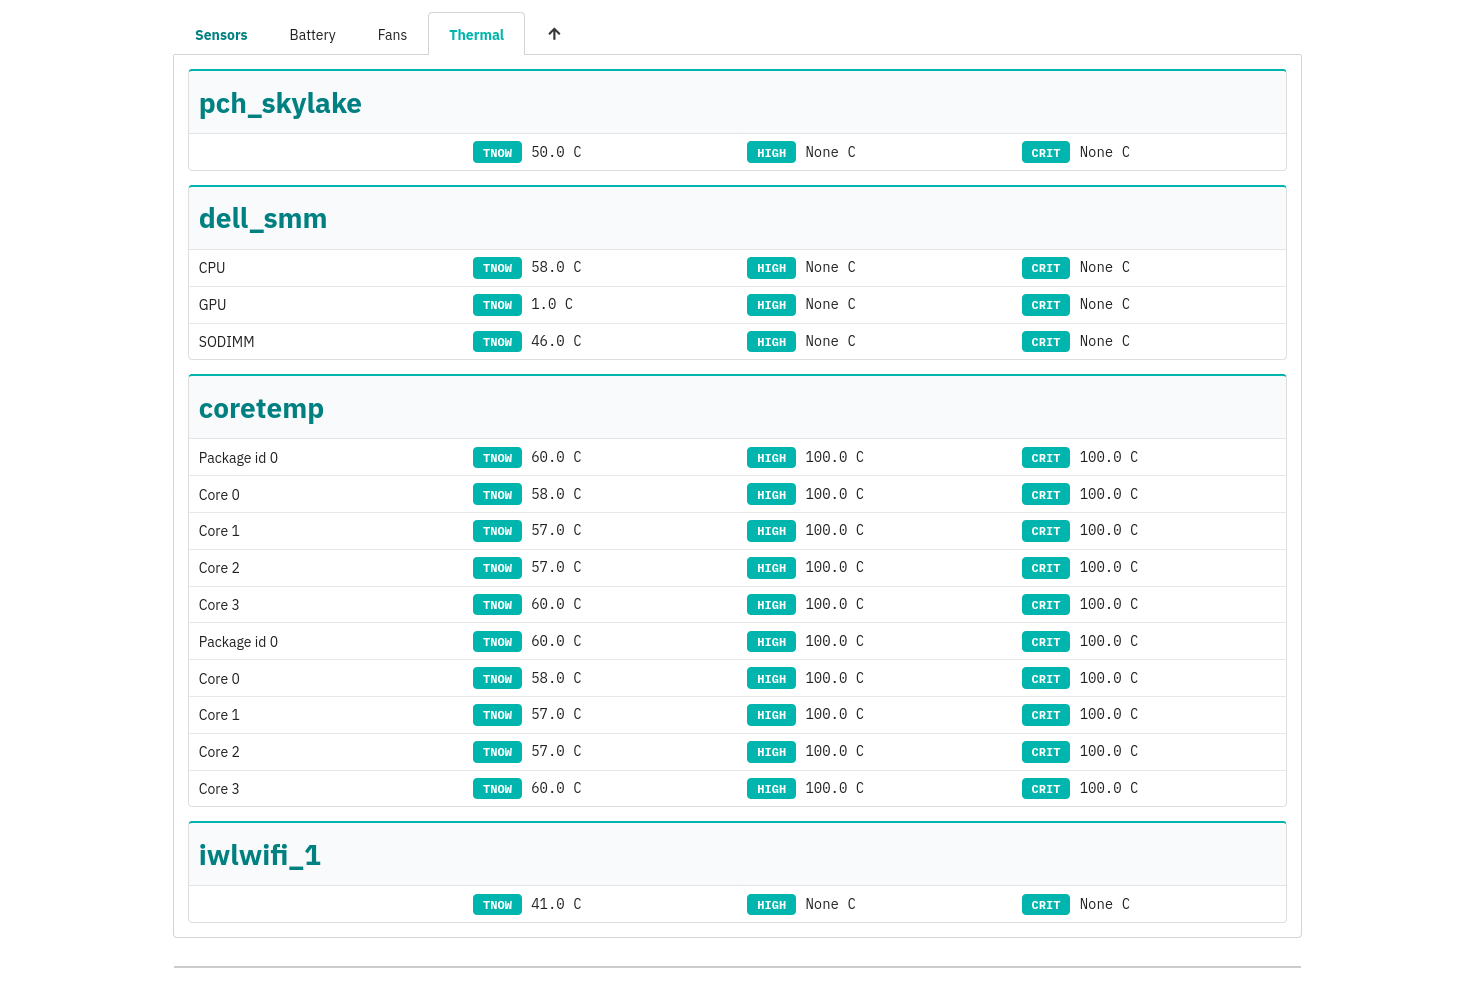 Sensors Battery Fans Thermal
pch_skylake
TNOW 50.0 C HIGH None C CRIT None C
dell_smm
CPU TNOW 58.0 C HIGH None C CRIT None C
GPU TNOW 1.0 C HIGH None C CRIT None C
SODIMM TNOW 46.0 C HIGH None C CRIT None C
coretemp
Package id 0 TNOW 60.0 C HIGH 100.0 C CRIT 100.0 C
Core 0 TNOW 58.0 C HIGH 100.0 C CRIT 100.0 C
Core 1 TNOW 57.0 C HIGH 100.0 C CRIT 100.0 C
Core 2 TNOW 57.0 C HIGH 100.0 C CRIT 100.0 C
Core 3 TNOW 60.0 C HIGH 100.0 C CRIT 100.0 C
Package id 0 TNOW 60.0 C HIGH 100.0 C CRIT 100.0 C
Core 0 TNOW 58.0 C HIGH 100.0 C CRIT 100.0 C
Core 1 TNOW 57.0 C HIGH 100.0 C CRIT 100.0 C
Core 2 TNOW 57.0 C HIGH 100.0 C CRIT 100.0 C
Core 3 TNOW 60.0 C HIGH 100.0 C CRIT 100.0 C
iwlwifi_1
TNOW 41.0 C HIGH None C CRIT None C